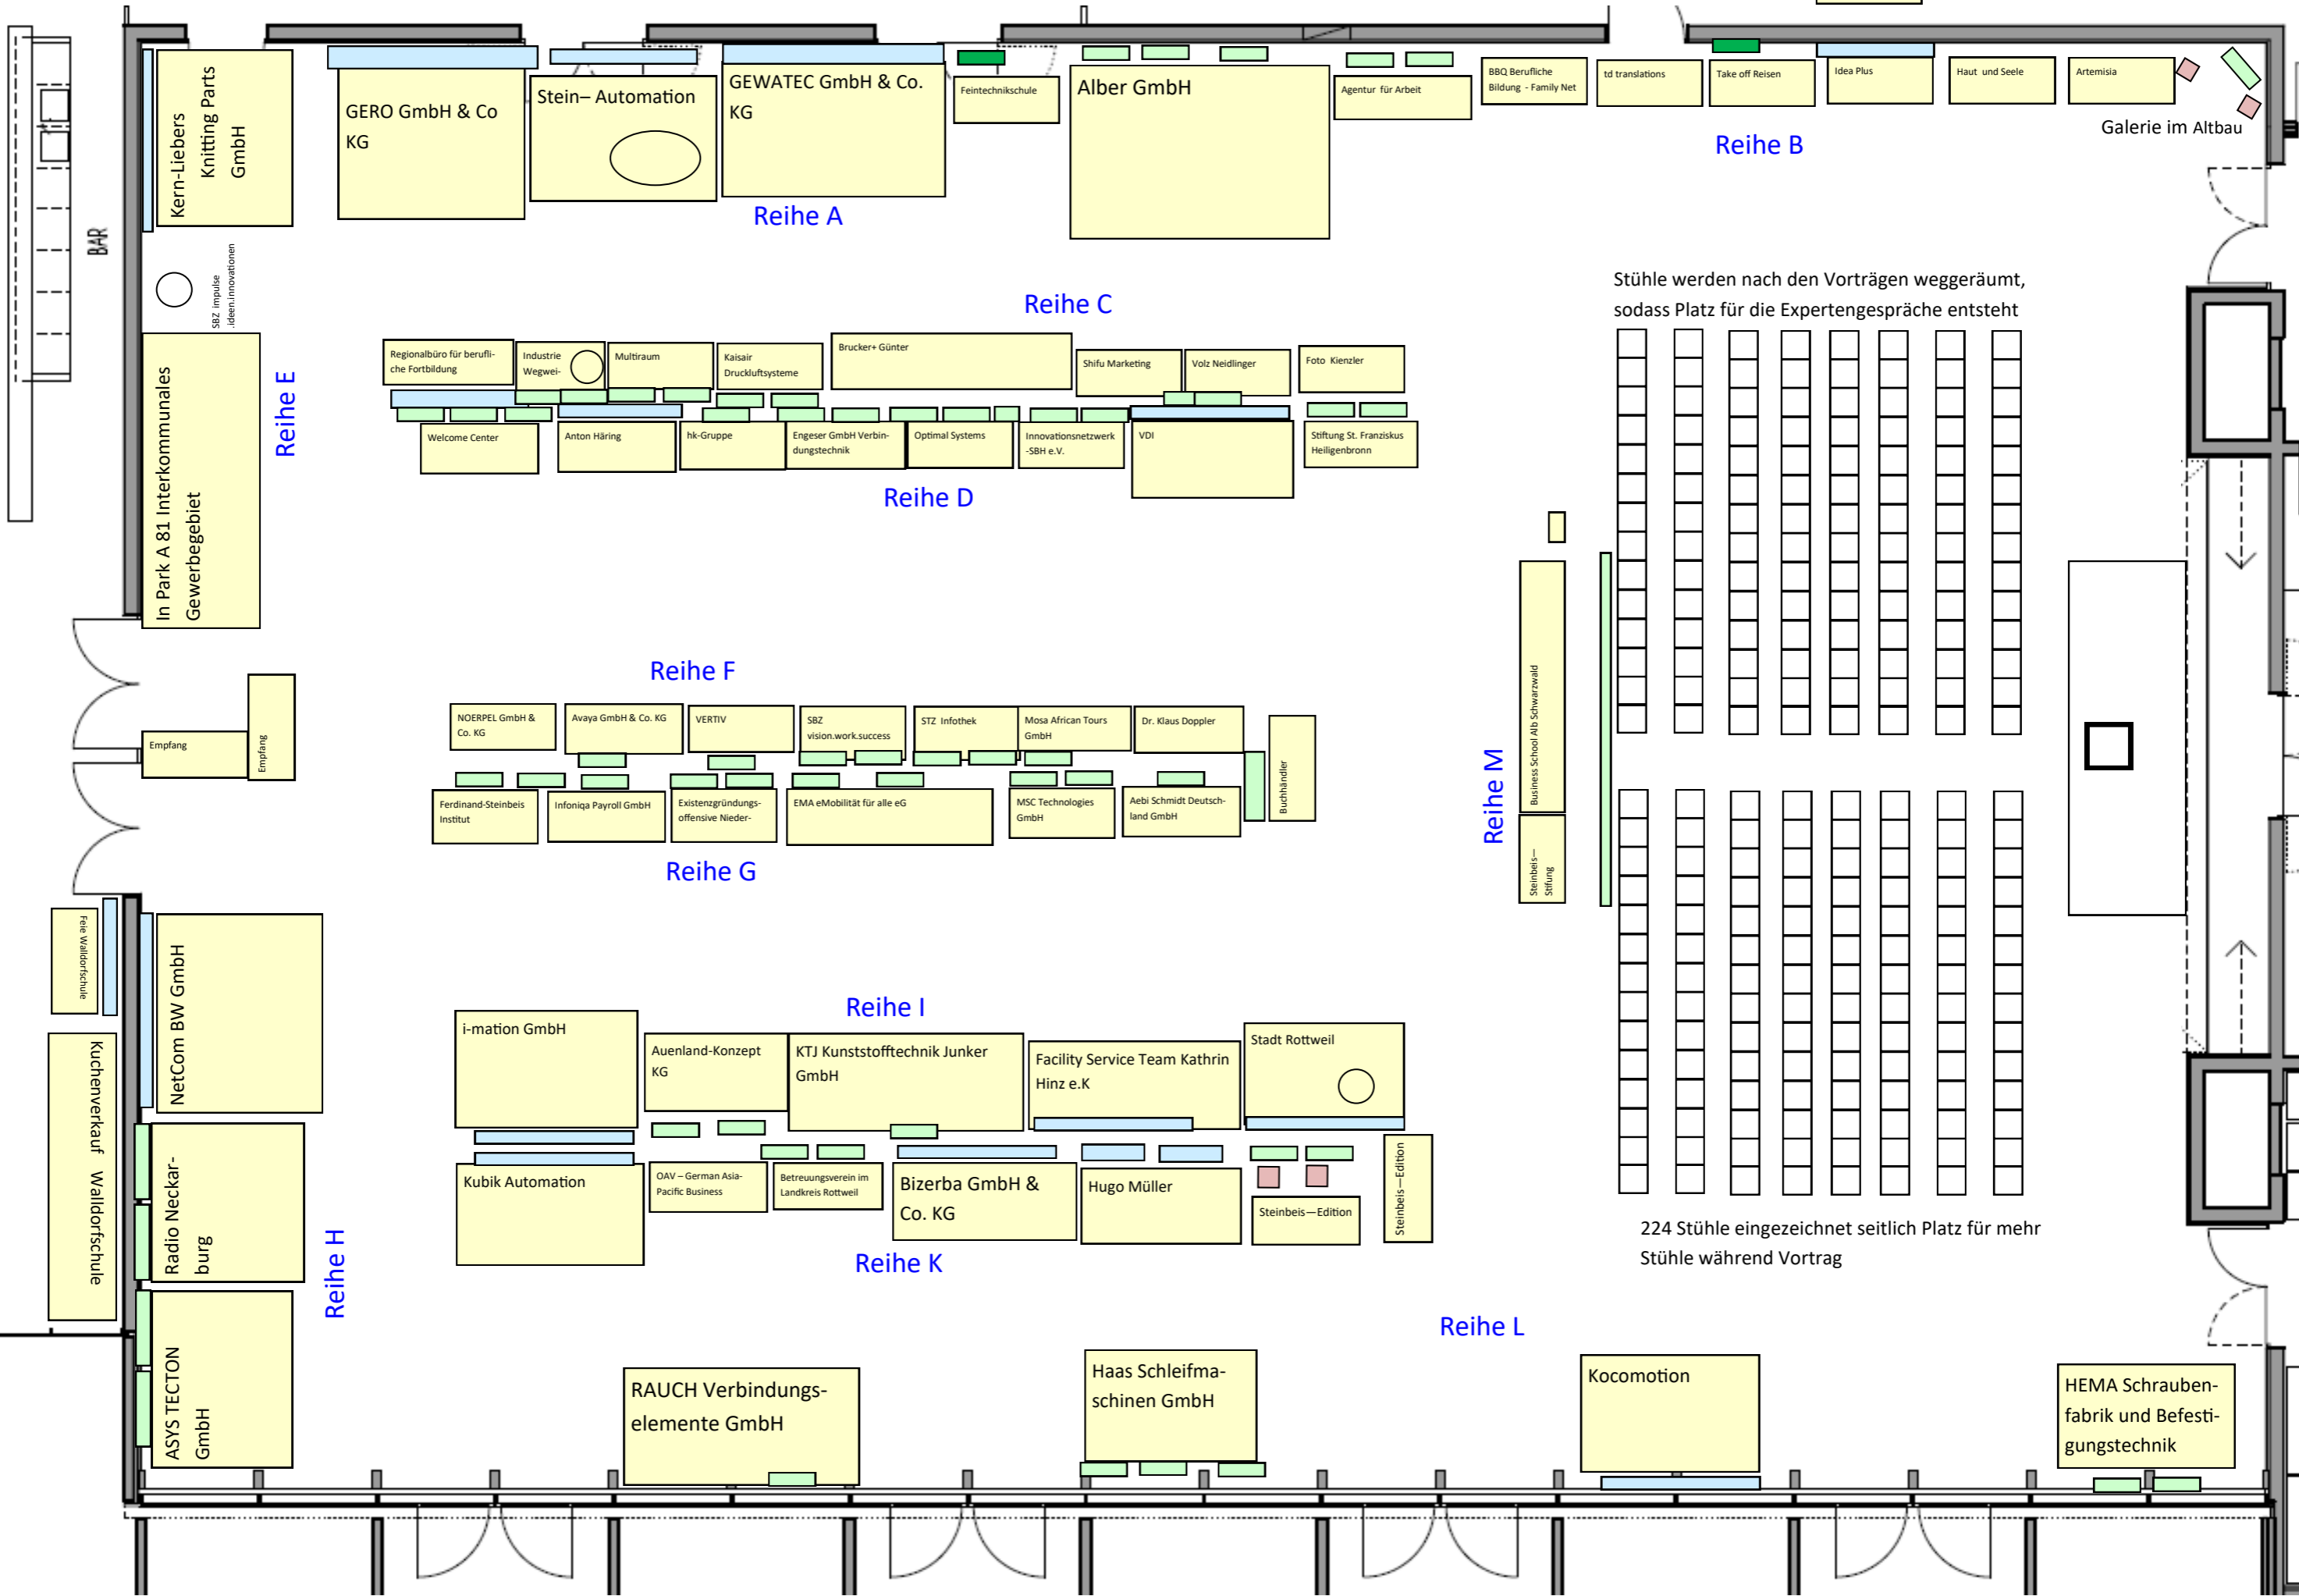 BAR
Kern-Liebers
Knitting Parts
GmbH
GERO GmbH & Co
KG
Stein– Automation
GEWATEC GmbH & Co.
KG
Feintechnikschule
Alber GmbH
Agentur für Arbeit
BBQ Berufliche
Bildung - Family Net
td translations
Take off Reisen
Idea Plus
Haut und Seele
Artemisia
Galerie im Altbau
Reihe A
Reihe B
SBZ impulse
.ideen.innovationen
In Park A 81 Interkommunales
Gewerbegebiet
Reihe E
Reihe C
Regionalbüro für berufli-
che Fortbildung
Industrie
Wegwei-
Multiraum
Kaisair
Druckluftsysteme
Brucker+ Günter
Shifu Marketing
Volz Neidlinger
Foto Kienzler
Welcome Center
Anton Häring
hk-Gruppe
Engeser GmbH Verbin-
dungstechnik
Optimal Systems
Innovationsnetzwerk
-SBH e.V.
VDI
Stiftung St. Franziskus
Heiligenbronn
Reihe D
Stühle werden nach den Vorträgen weggeräumt,
sodass Platz für die Expertengespräche entsteht
Empfang
Empfang
Reihe F
NOERPEL GmbH &
Co. KG
Avaya GmbH & Co. KG
VERTIV
SBZ
vision.work.success
STZ Infothek
Mosa African Tours
GmbH
Dr. Klaus Doppler
Buchhändler
Ferdinand-Steinbeis
Institut
Infoniqa Payroll GmbH
Existenzgründungs-
offensive Nieder-
EMA eMobilität für alle eG
MSC Technologies
GmbH
Aebi Schmidt Deutsch-
land GmbH
Reihe G
Reihe M
Business School Alb Schwarzwald
Steinbeis—
Stifung
Feie Walldorfschule
Kuchenverkauf Walldorfschule
NetCom BW GmbH
Radio Neckar-
burg
ASYS TECTON
GmbH
Reihe H
Reihe I
i-mation GmbH
Auenland-Konzept
KG
KTJ Kunststofftechnik Junker
GmbH
Facility Service Team Kathrin
Hinz e.K
Stadt Rottweil
Kubik Automation
OAV – German Asia-
Pacific Business
Betreuungsverein im
Landkreis Rottweil
Bizerba GmbH &
Co. KG
Hugo Müller
Steinbeis—Edition
Steinbeis—Edition
Reihe K
224 Stühle eingezeichnet seitlich Platz für mehr
Stühle während Vortrag
Reihe L
RAUCH Verbindungs-
elemente GmbH
Haas Schleifma-
schinen GmbH
Kocomotion
HEMA Schrauben-
fabrik und Befesti-
gungstechnik